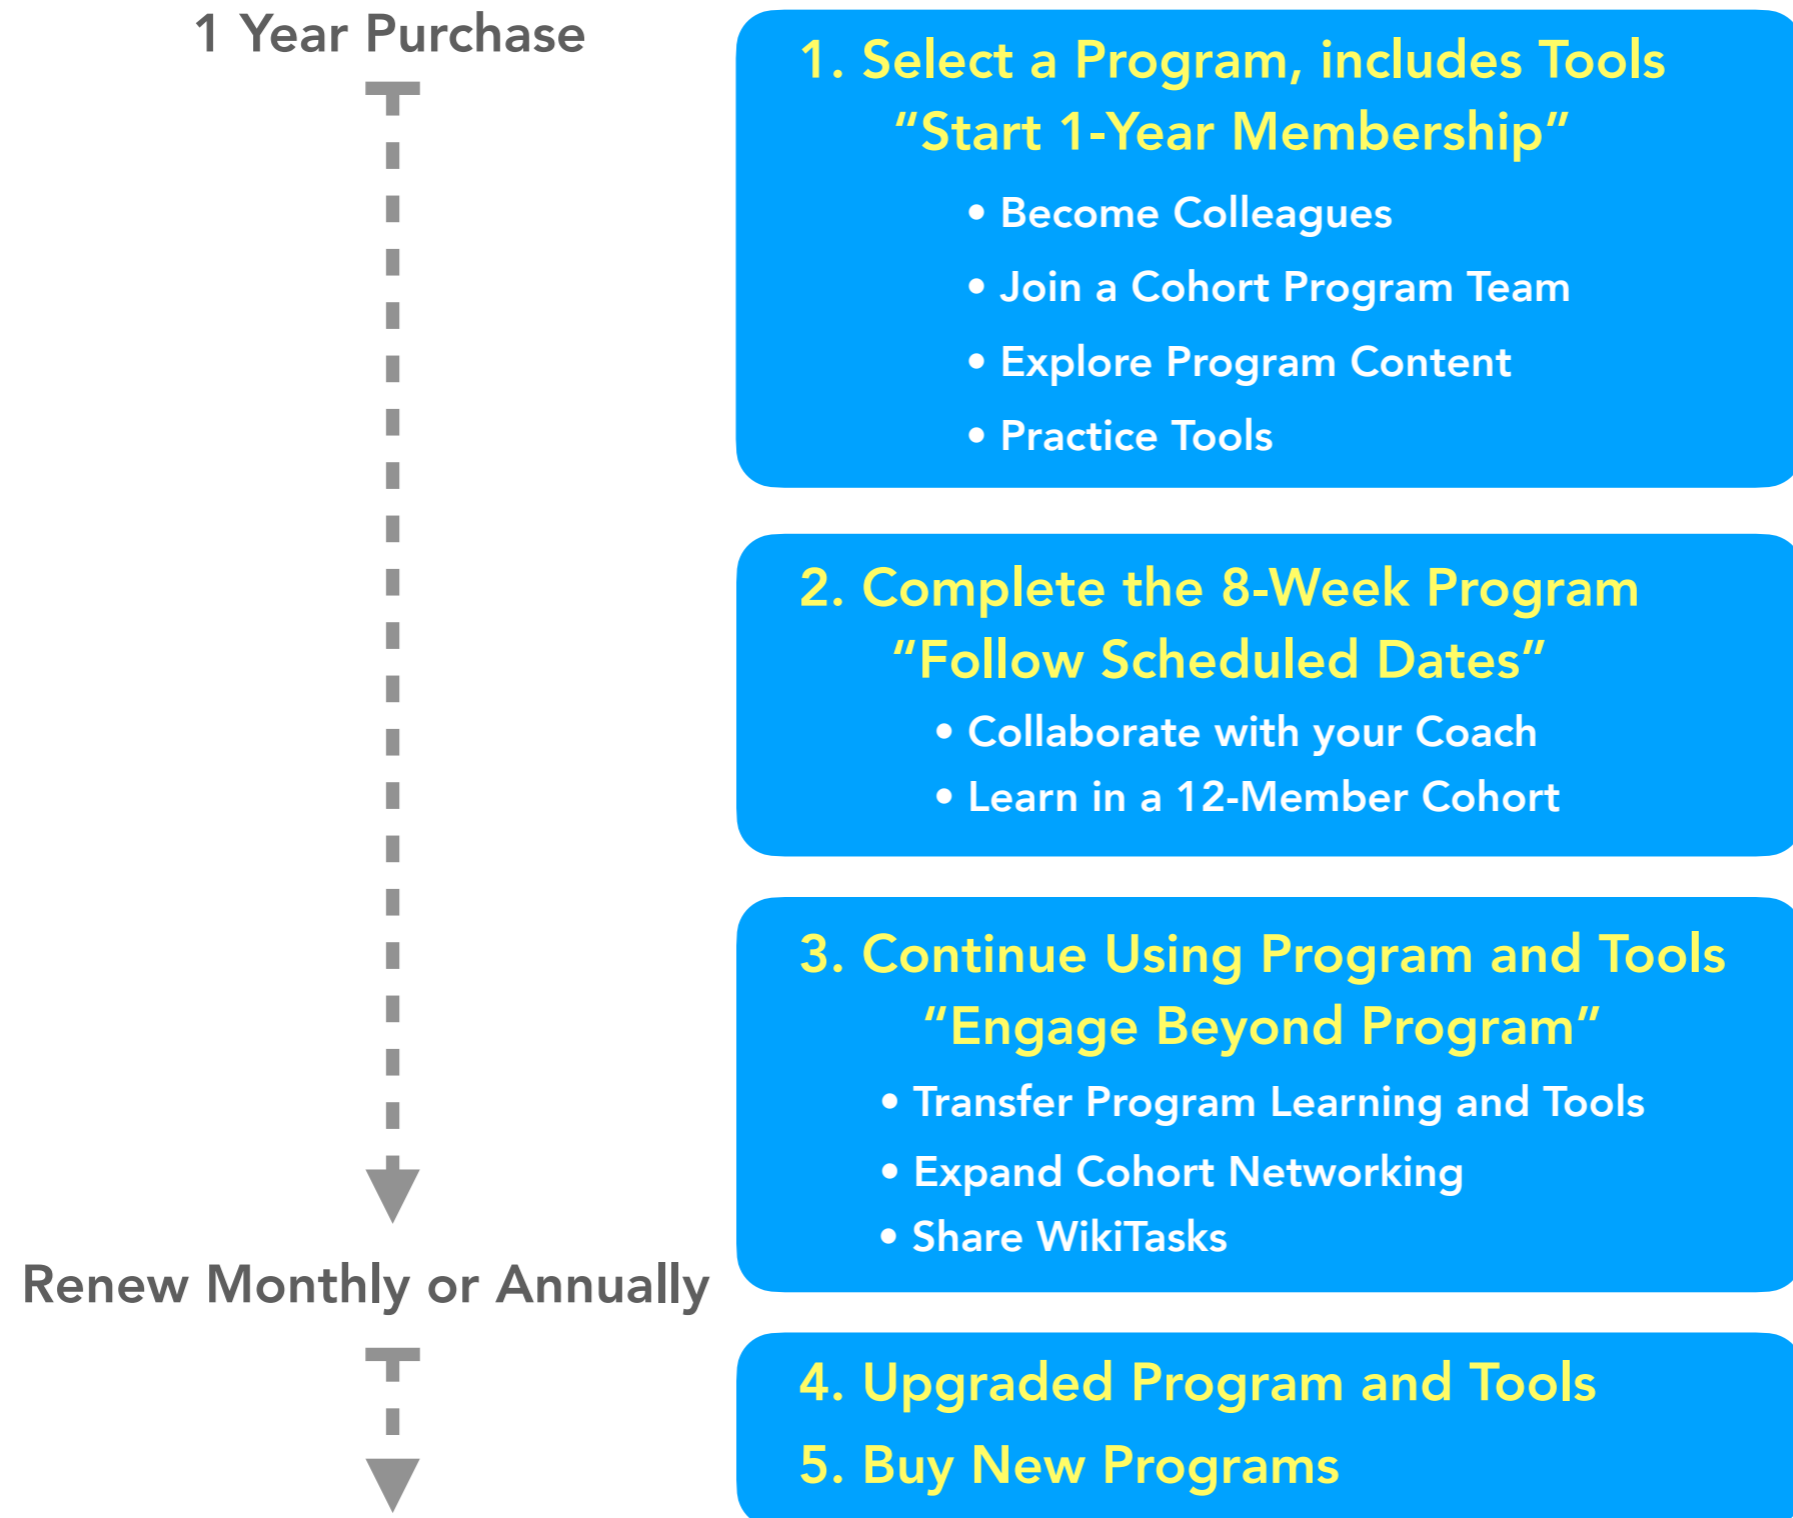 1 Year Purchase
1. Select a Program, includes Tools
"Start 1-Year Membership"
• Become Colleagues
• Join a Cohort Program Team
• Explore Program Content
• Practice Tools
2. Complete the 8-Week Program
"Follow Scheduled Dates"
• Collaborate with your Coach
• Learn in a 12-Member Cohort
3. Continue Using Program and Tools
"Engage Beyond Program"
• Transfer Program Learning and Tools
• Expand Cohort Networking
• Share WikiTasks
Renew Monthly or Annually
4. Upgraded Program and Tools
5. Buy New Programs